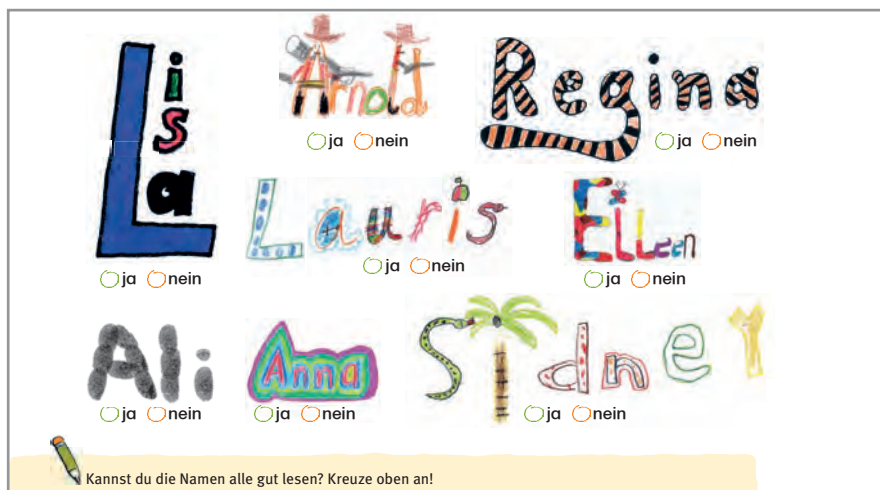 Lisa
ja nein
Arnold
ja nein
Regina
ja nein
Lauris
ja nein
Eileen
ja nein
Ali
ja nein
Anna
ja nein
Sidney
ja nein
Kannst du die Namen alle gut lesen? Kreuze oben an!